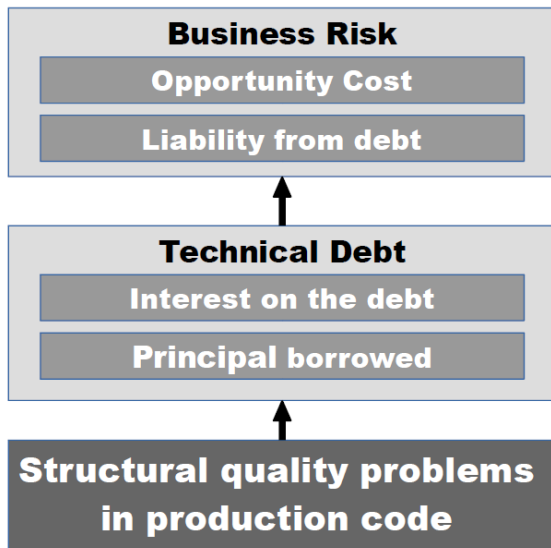 Business Risk
Opportunity Cost
Liability from debt
Technical Debt
Interest on the debt
Principal borrowed
Structural quality problems
in production code